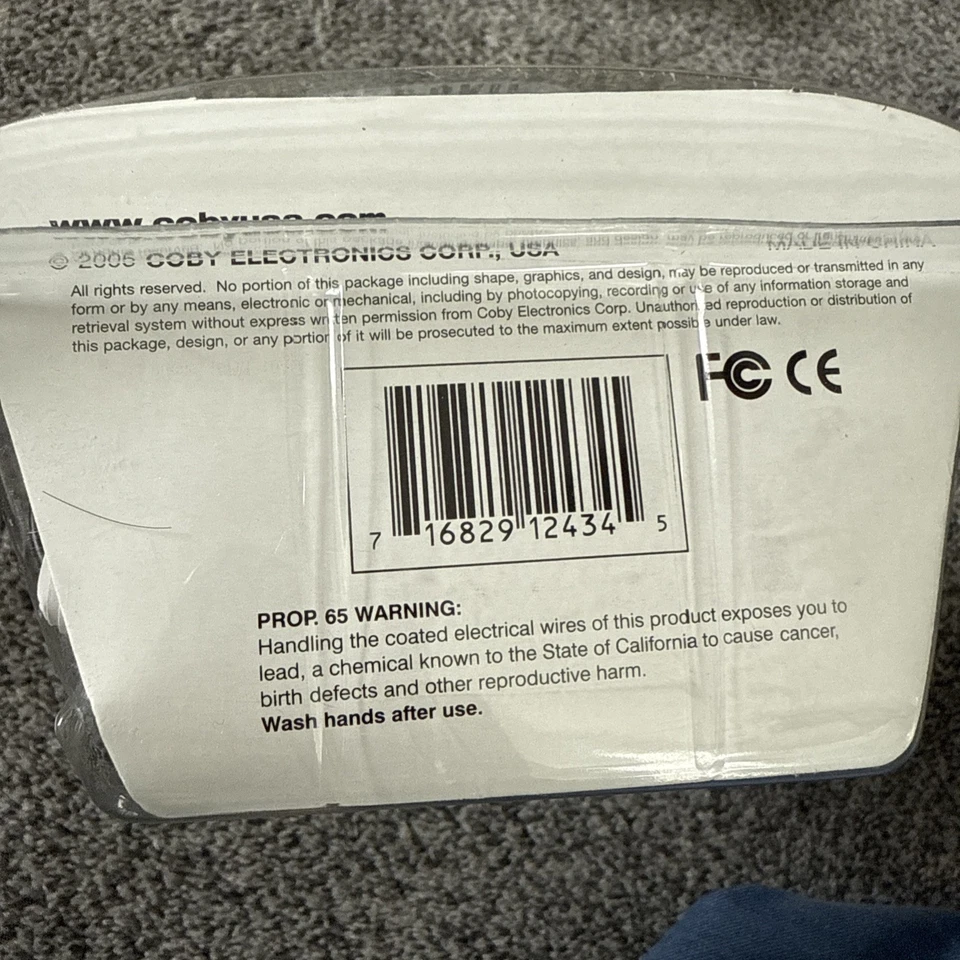 www.cobyusa.com
© 2006 COBY ELECTRONICS CORP., USA
MADE IN CHINA
All rights reserved. No portion of this package including shape, graphics, and design, may be reproduced or transmitted in any
form or by any means, electronic or mechanical, including by photocopying, recording or use of any information storage and
retrieval system without express written permission from Coby Electronics Corp. Unauthorized reproduction or distribution of
this package, design, or any portion of it will be prosecuted to the maximum extent possible under law.
FC CE
7 16829 12434 5
PROP. 65 WARNING:
Handling the coated electrical wires of this product exposes you to
lead, a chemical known to the State of California to cause cancer,
birth defects and other reproductive harm.
Wash hands after use.